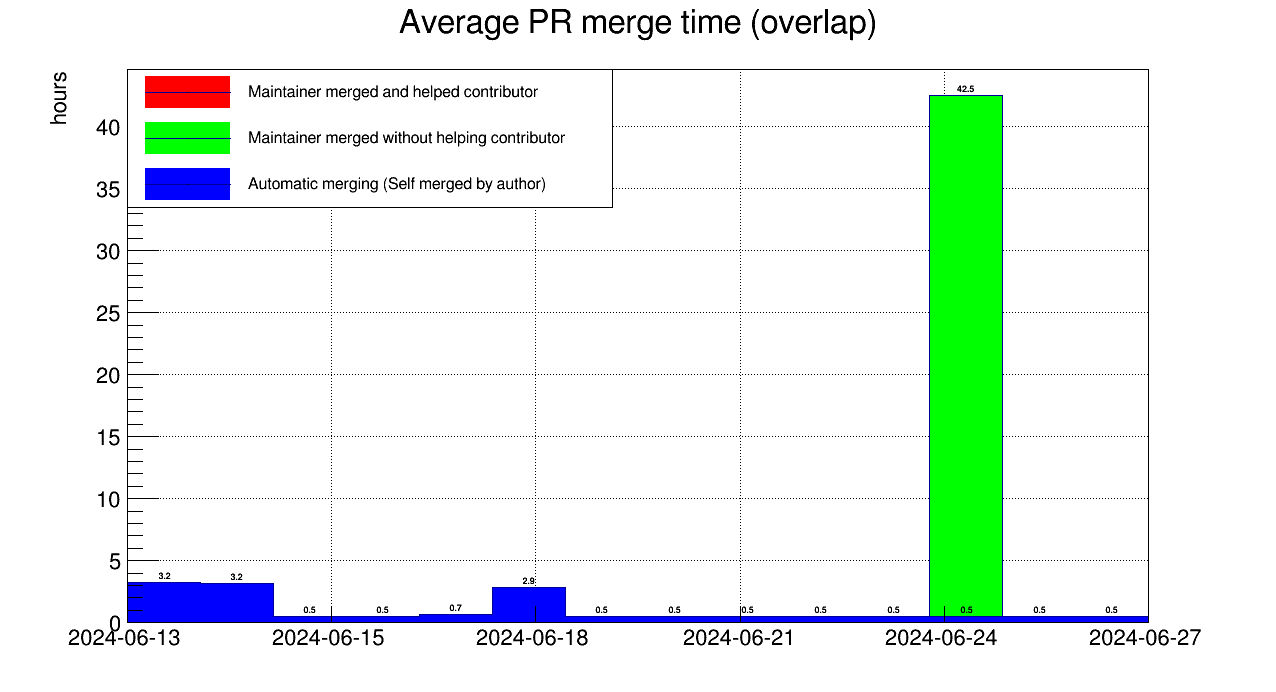 Average PR merge time (overlap)
hours
Maintainer merged and helped contributor
Maintainer merged without helping contributor
Automatic merging (Self merged by author)
40
35
30
25
20
15
10
5
0
42.5
3.2 3.2 0.5 0.5 0.7 2.9 0.5 0.5 0.5 0.5 0.5 0.5 0.5 0.5
2024-06-13 2024-06-15 2024-06-18 2024-06-21 2024-06-24 2024-06-27